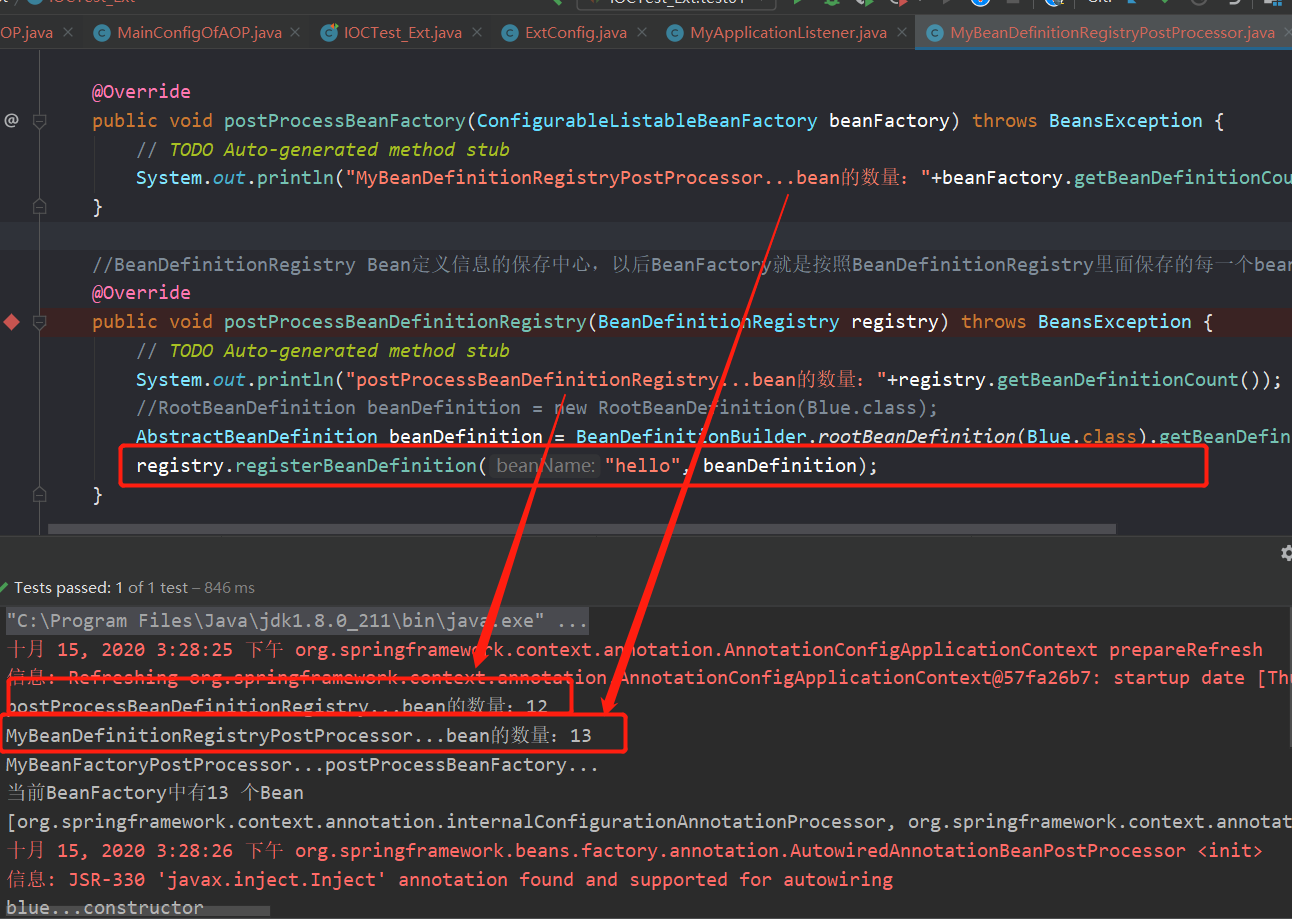 OP.java MainConfigOfAOP.java IOCTest_Ext.java ExtConfig.java MyApplicationListener.java MyBeanDefinitionRegistryPostProcessor.java
@Override
@ public void postProcessBeanFactory(ConfigurableListableBeanFactory beanFactory) throws BeansException {
// TODO Auto-generated method stub
System.out.println("MyBeanDefinitionRegistryPostProcessor...bean的数量："+beanFactory.getBeanDefinitionCou
}
//BeanDefinitionRegistry Bean定义信息的保存中心，以后BeanFactory就是按照BeanDefinitionRegistry里面保存的每一个bean
@Override
public void postProcessBeanDefinitionRegistry(BeanDefinitionRegistry registry) throws BeansException {
// TODO Auto-generated method stub
System.out.println("postProcessBeanDefinitionRegistry...bean的数量："+registry.getBeanDefinitionCount());
//RootBeanDefinition beanDefinition = new RootBeanDefinition(Blue.class);
AbstractBeanDefinition beanDefinition = BeanDefinitionBuilder.rootBeanDefinition(Blue.class).getBeanDefin
registry.registerBeanDefinition( beanName: "hello", beanDefinition);
}
Tests passed: 1 of 1 test – 846 ms
"C:\Program Files\Java\jdk1.8.0_211\bin\java.exe" ...
十月 15, 2020 3:28:25 下午 org.springframework.context.annotation.AnnotationConfigApplicationContext prepareRefresh
信息: Refreshing org.springframework.context.annotation.AnnotationConfigApplicationContext@57fa26b7: startup date [Thu
postProcessBeanDefinitionRegistry...bean的数量：12
MyBeanDefinitionRegistryPostProcessor...bean的数量：13
MyBeanFactoryPostProcessor...postProcessBeanFactory...
当前BeanFactory中有13 个Bean
[org.springframework.context.annotation.internalConfigurationAnnotationProcessor, org.springframework.context.annotat
十月 15, 2020 3:28:26 下午 org.springframework.beans.factory.annotation.AutowiredAnnotationBeanPostProcessor <init>
信息: JSR-330 'javax.inject.Inject' annotation found and supported for autowiring
blue...constructor